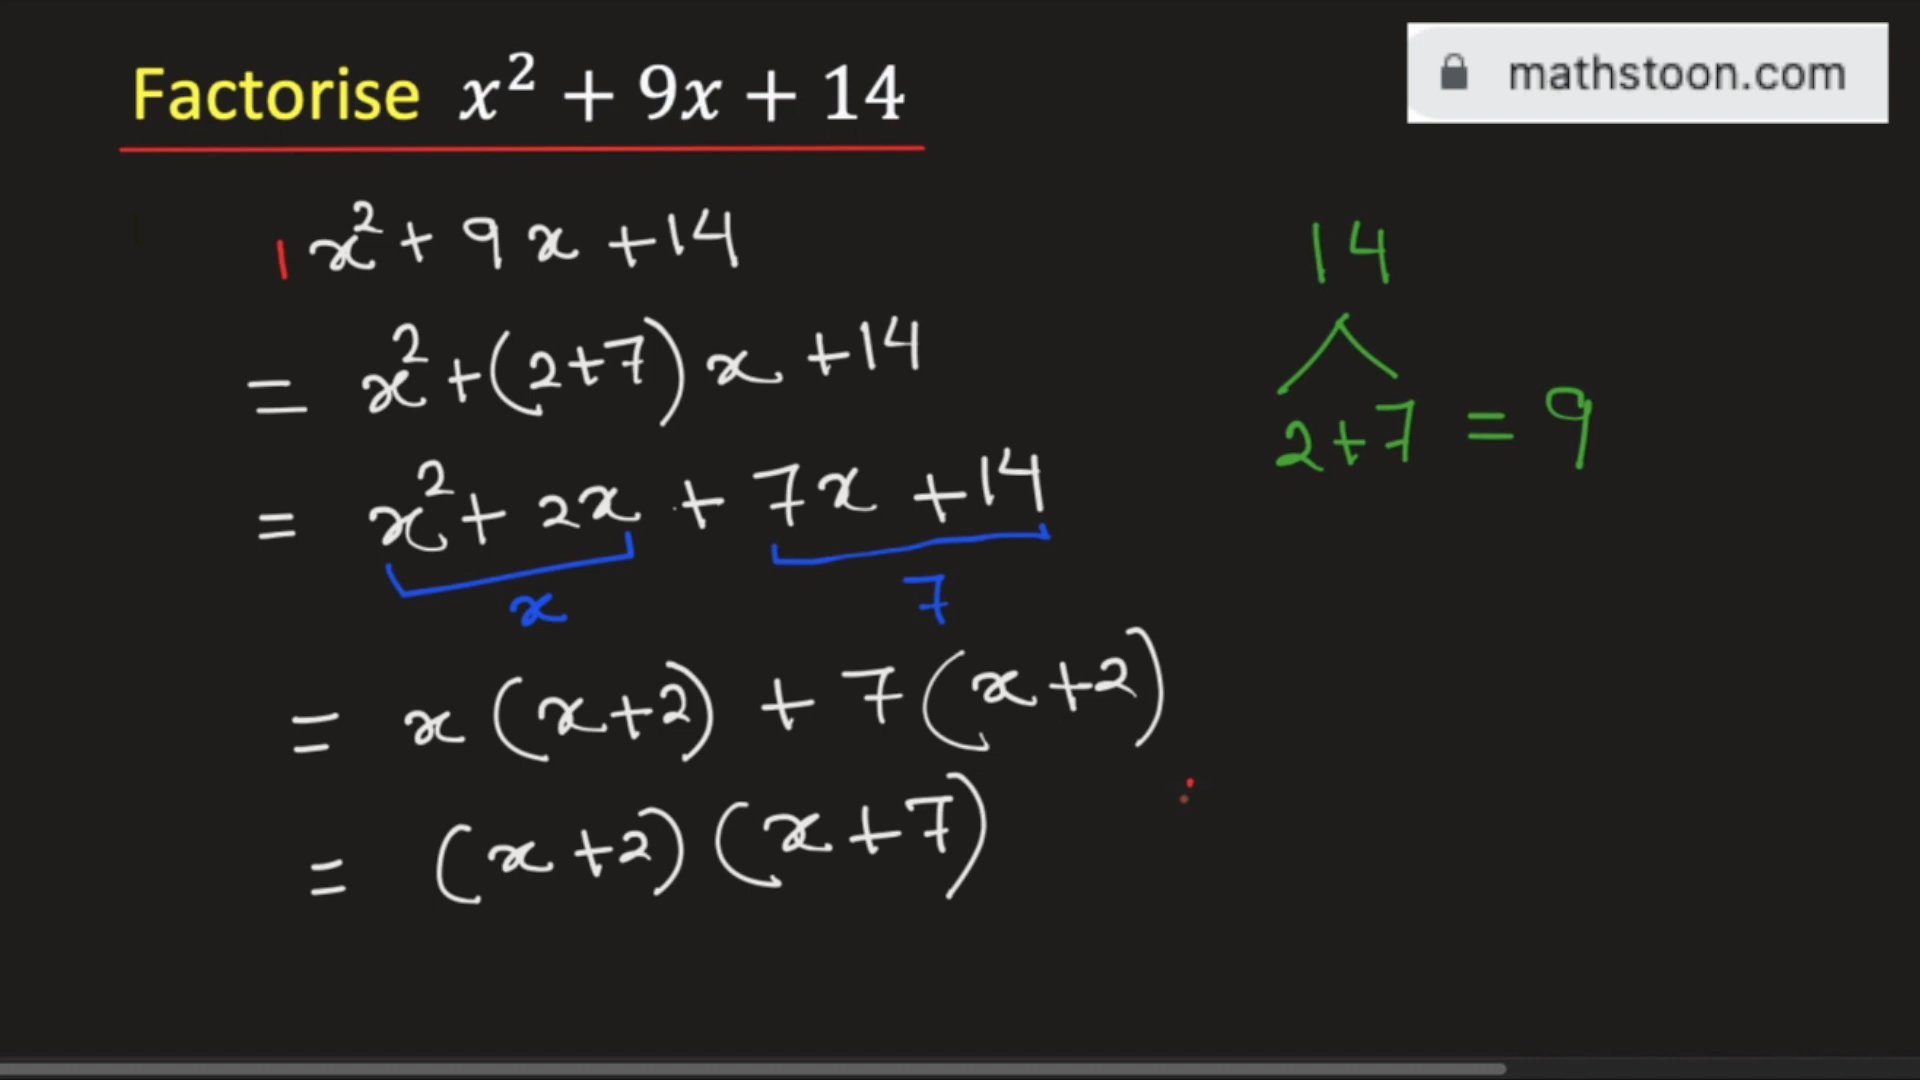 Factorise x² + 9x + 14
mathstoon.com
1x² + 9x + 14
= x² + (2+7)x + 14
= x² + 2x + 7x + 14
x 7
= x(x+2) + 7(x+2)
= (x+2)(x+7)
14
2+7 = 9